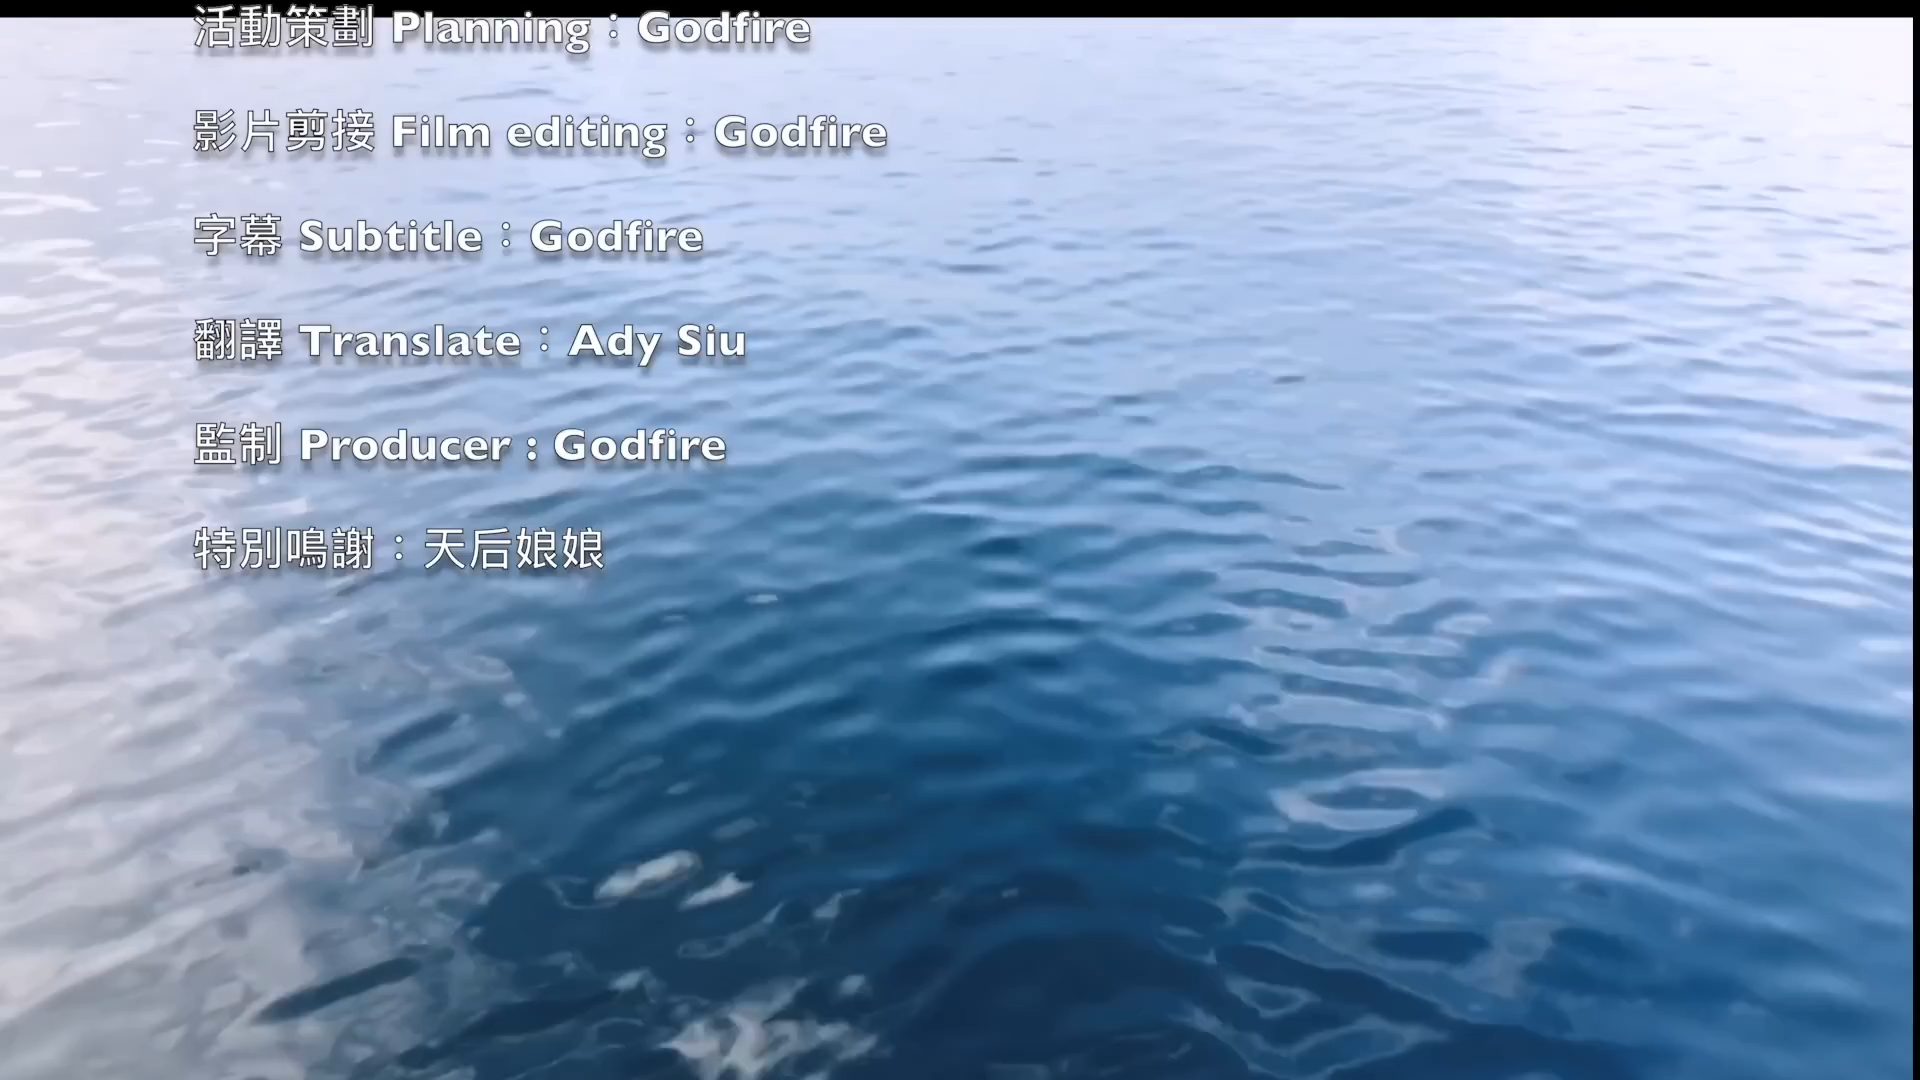 活動策劃 Planning：Godfire
影片剪接 Film editing：Godfire
字幕 Subtitle：Godfire
翻譯 Translate：Ady Siu
監制 Producer : Godfire
特別鳴謝：天后娘娘